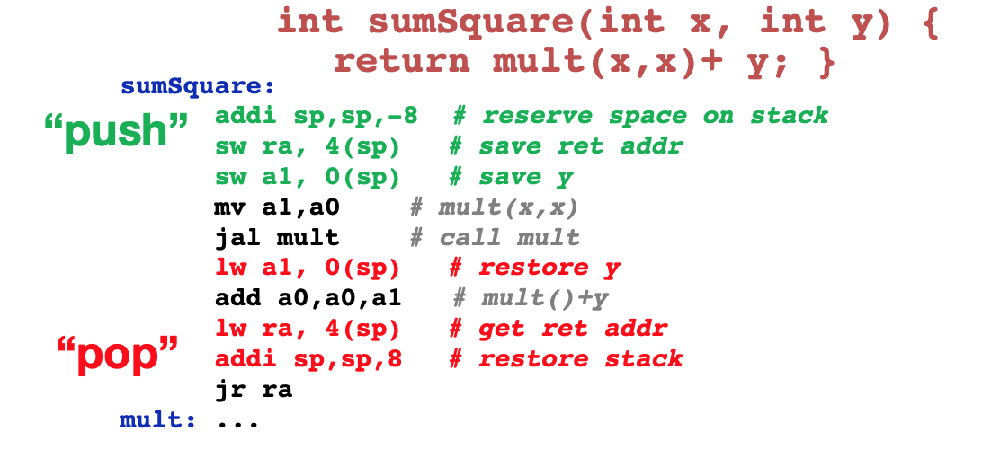 int sumSquare(int x, int y) {
return mult(x,x)+ y; }
sumSquare:
“push” addi sp,sp,-8 # reserve space on stack
sw ra, 4(sp) # save ret addr
sw a1, 0(sp) # save y
mv a1,a0 # mult(x,x)
jal mult # call mult
lw a1, 0(sp) # restore y
add a0,a0,a1 # mult()+y
lw ra, 4(sp) # get ret addr
“pop” addi sp,sp,8 # restore stack
jr ra
mult: ...